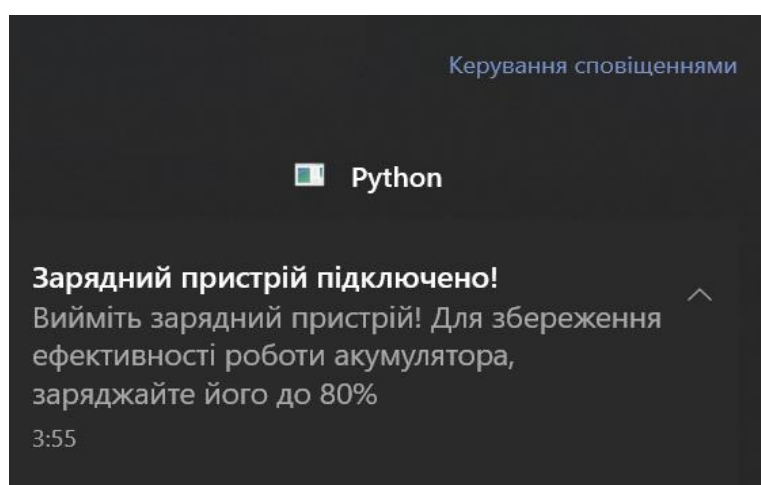 Керування сповіщеннями
Python
Зарядний пристрій підключено!
Вийміть зарядний пристрій! Для збереження
ефективності роботи акумулятора,
заряджайте його до 80%
3:55